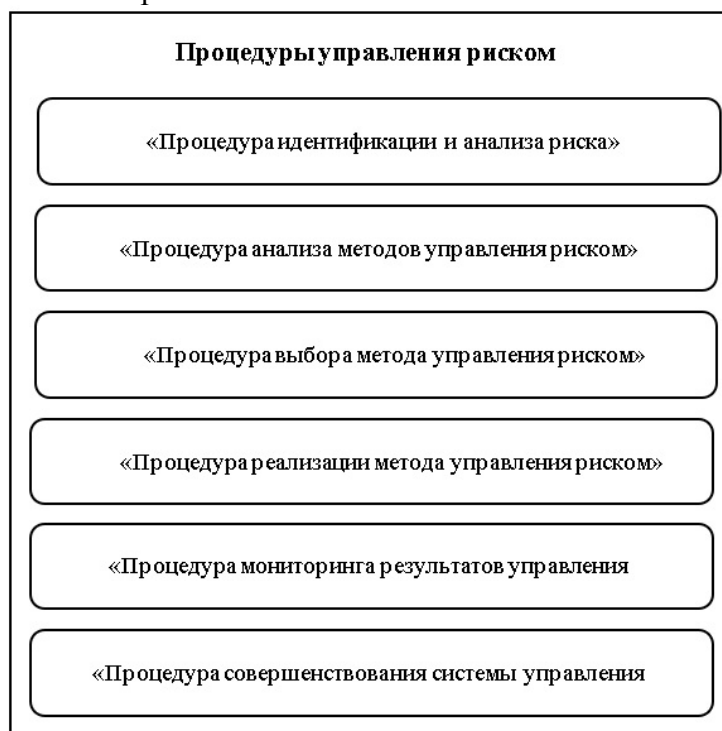 Процедуры управления риском
«Процедура идентификации и анализа риска»
«Процедура анализа методов управления риском»
«Процедура выбора метода управления риском»
«Процедура реализации метода управления риском»
«Процедура мониторинга результатов управления
«Процедура совершенствования системы управления